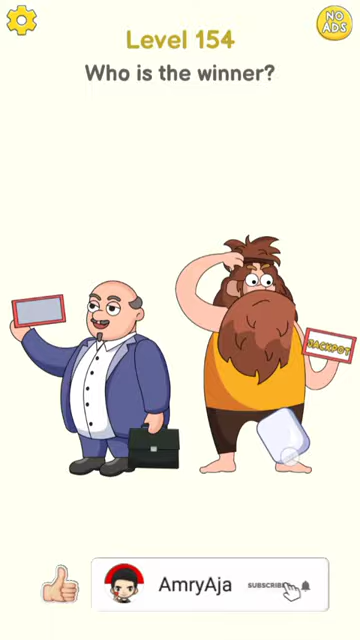 NO
ADS
Level 154
Who is the winner?
JACKPOT
AmryAja
SUBSCRIBE